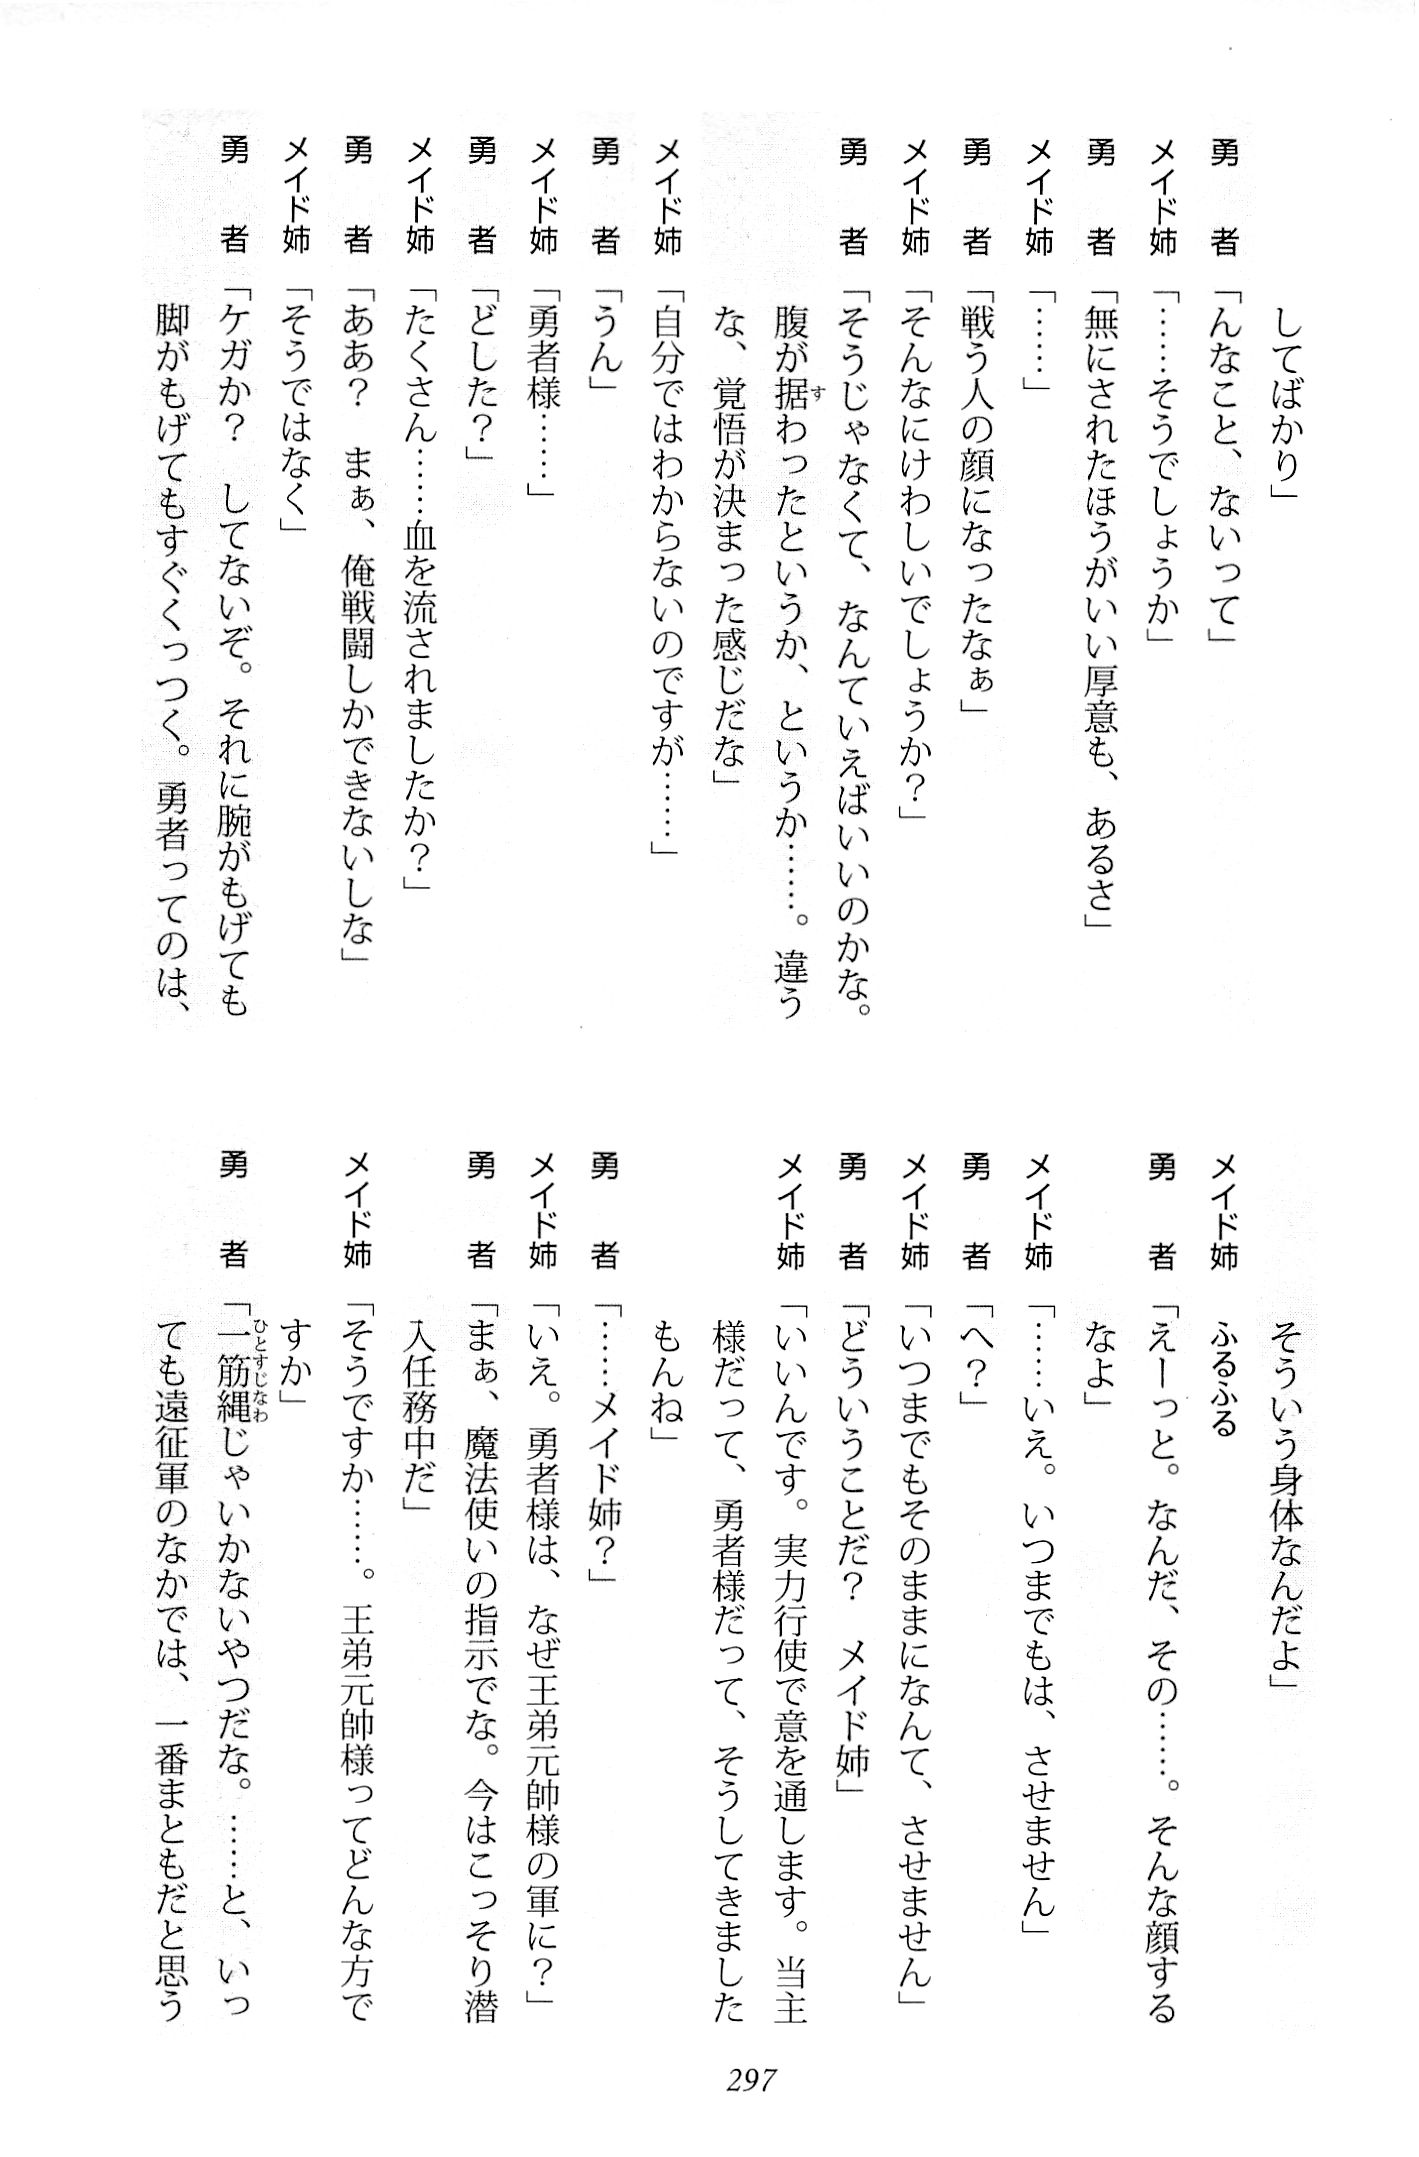 してばかり」
勇　者「んなこと、ないって」
メイド姉「……そうでしょうか」
勇　者「無にされたほうがいい厚意も、あるさ」
メイド姉「……」
勇　者「戦う人の顔になったなぁ」
メイド姉「そんなにけわしいでしょうか？」
勇　者「そうじゃなくて、なんていえばいいのかな。
腹が据わったというか、というか……。違う
な、覚悟が決まった感じだな」
メイド姉「自分ではわからないのですが……」
勇　者「うん」
メイド姉「勇者様……」
勇　者「どした？」
メイド姉「たくさん……血を流されましたか？」
勇　者「ああ？　まぁ、俺戦闘しかできないしな」
メイド姉「そうではなく」
勇　者「ケガか？　してないぞ。それに腕がもげても
脚がもげてもすぐくっつく。勇者ってのは、
そういう身体なんだよ」
メイド姉　ふるふる
勇　者「えーっと。なんだ、その……。そんな顔する
なよ」
メイド姉「……いえ。いつまでもは、させません」
勇　者「へ？」
メイド姉「いつまでもそのままになんて、させません」
勇　者「どういうことだ？　メイド姉」
メイド姉「いいんです。実力行使で意を通します。当主
様だって、勇者様だって、そうしてきました
もんね」
勇　者「……メイド姉？」
メイド姉「いえ。勇者様は、なぜ王弟元帥様の軍に？」
勇　者「まぁ、魔法使いの指示でな。今はこっそり潜
入任務中だ」
メイド姉「そうですか……。王弟元帥様ってどんな方で
すか」
勇　者「一筋縄じゃいかないやつだな。……と、いっ
ても遠征軍のなかでは、一番まともだと思う
297